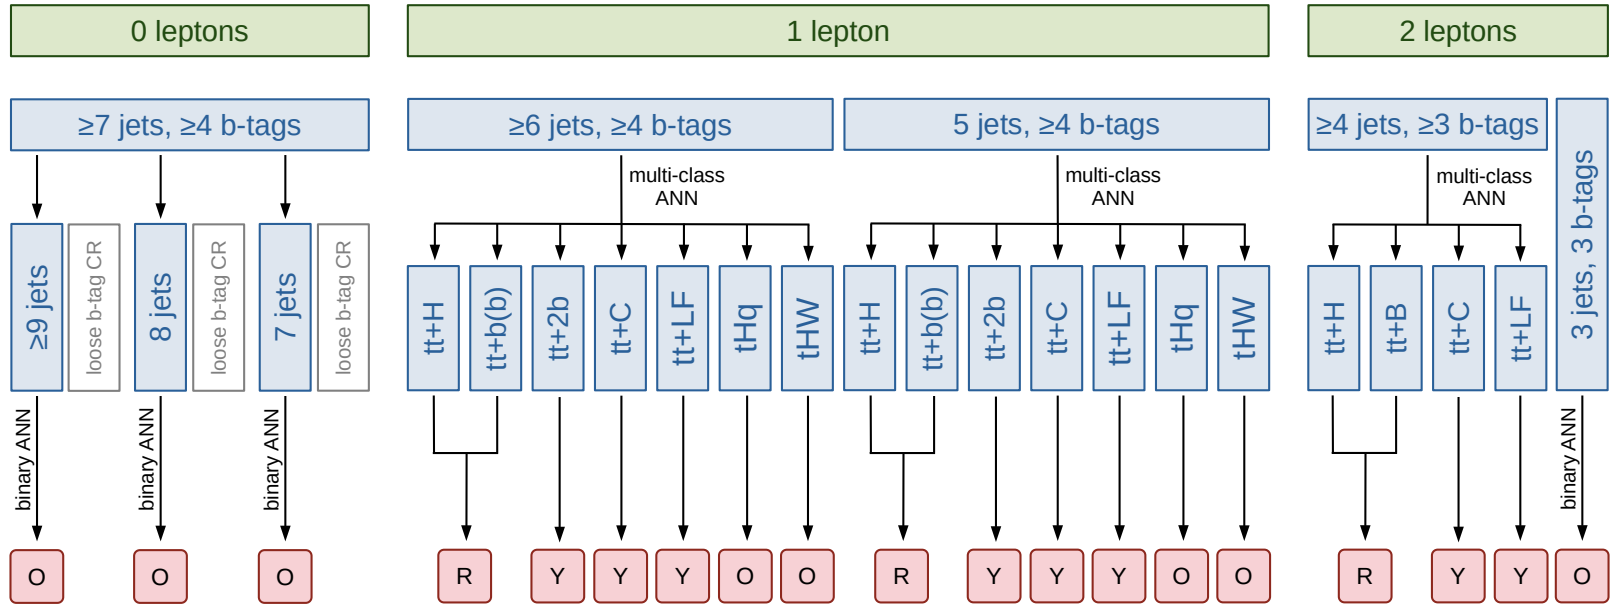 0 leptons
1 lepton
2 leptons
≥7 jets, ≥4 b-tags
≥6 jets, ≥4 b-tags
5 jets, ≥4 b-tags
≥4 jets, ≥3 b-tags
3 jets, 3 b-tags
multi-class
ANN
multi-class
ANN
multi-class
ANN
≥9 jets
loose b-tag CR
8 jets
loose b-tag CR
7 jets
loose b-tag CR
tt+H
tt+b(b)
tt+2b
tt+C
tt+LF
tHq
tHW
tt+H
tt+b(b)
tt+2b
tt+C
tt+LF
tHq
tHW
tt+H
tt+B
tt+C
tt+LF
binary ANN
binary ANN
binary ANN
binary ANN
O
O
O
R
Y
Y
Y
O
O
R
Y
Y
Y
O
O
R
Y
Y
O